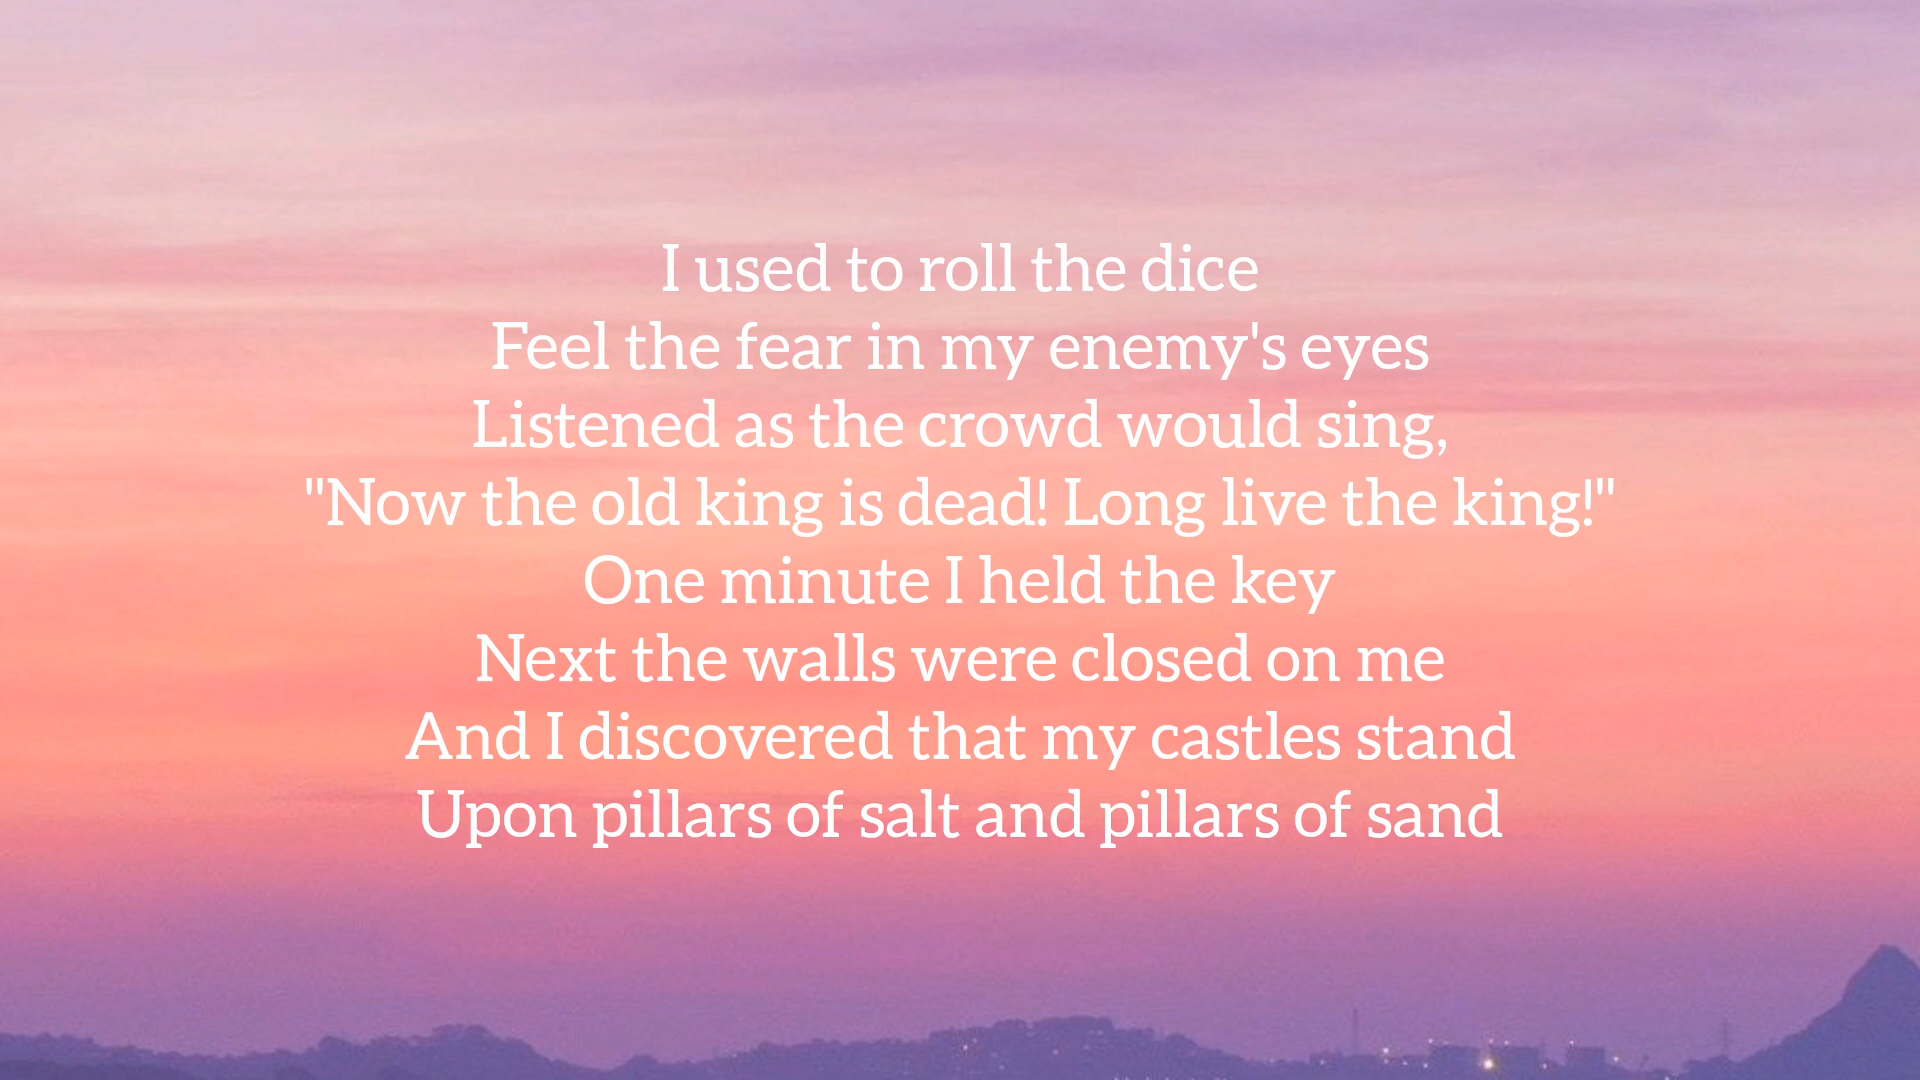 I used to roll the dice
Feel the fear in my enemy's eyes
Listened as the crowd would sing,
"Now the old king is dead! Long live the king!"
One minute I held the key
Next the walls were closed on me
And I discovered that my castles stand
Upon pillars of salt and pillars of sand